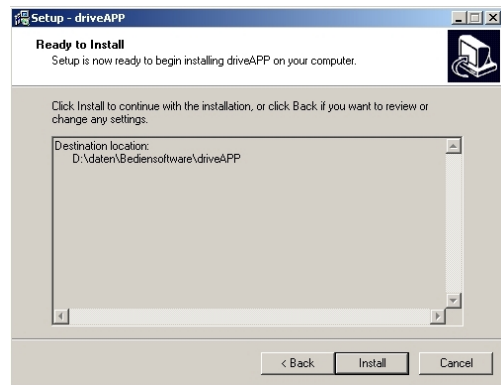 Setup - driveAPP
Ready to Install
Setup is now ready to begin installing driveAPP on your computer.
Click Install to continue with the installation, or click Back if you want to review or
change any settings.
Destination location:
D:\daten\Bediensoftware\driveAPP
< Back
Install
Cancel